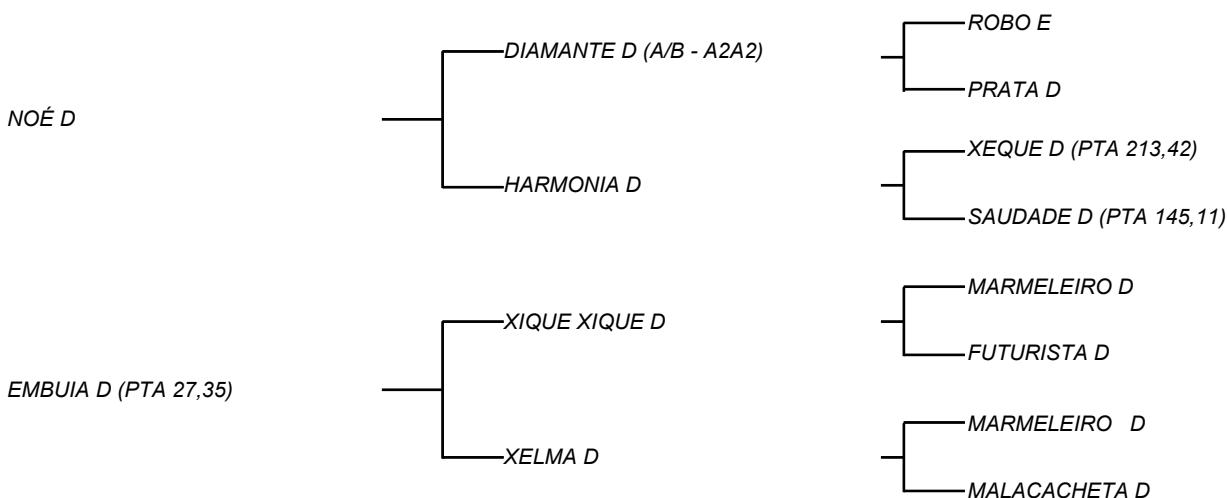 ROBO E
DIAMANTE D (A/B - A2A2)
PRATA D
NOÉ D
XEQUE D (PTA 213,42)
HARMONIA D
SAUDADE D (PTA 145,11)
MARMELEIRO D
XIQUE XIQUE D
FUTURISTA D
EMBUIA D (PTA 27,35)
MARMELEIRO D
XELMA D
MALACACHETA D